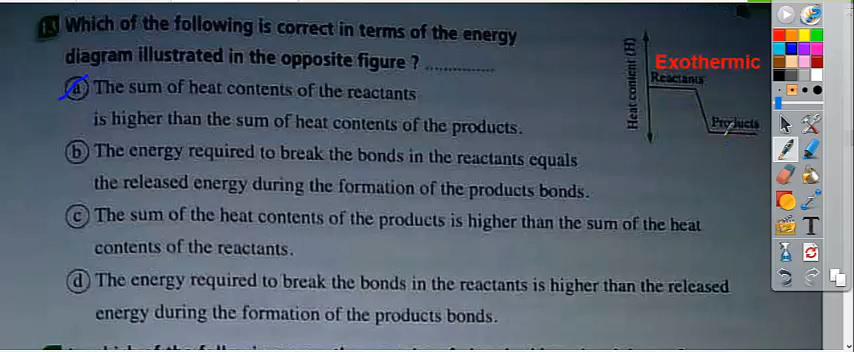 13 Which of the following is correct in terms of the energy
diagram illustrated in the opposite figure ? ..............
a The sum of heat contents of the reactants
is higher than the sum of heat contents of the products.
b The energy required to break the bonds in the reactants equals
the released energy during the formation of the products bonds.
c The sum of the heat contents of the products is higher than the sum of the heat
contents of the reactants.
d The energy required to break the bonds in the reactants is higher than the released
energy during the formation of the products bonds.
Heat content (H)
Exothermic
Reactants
Products
T